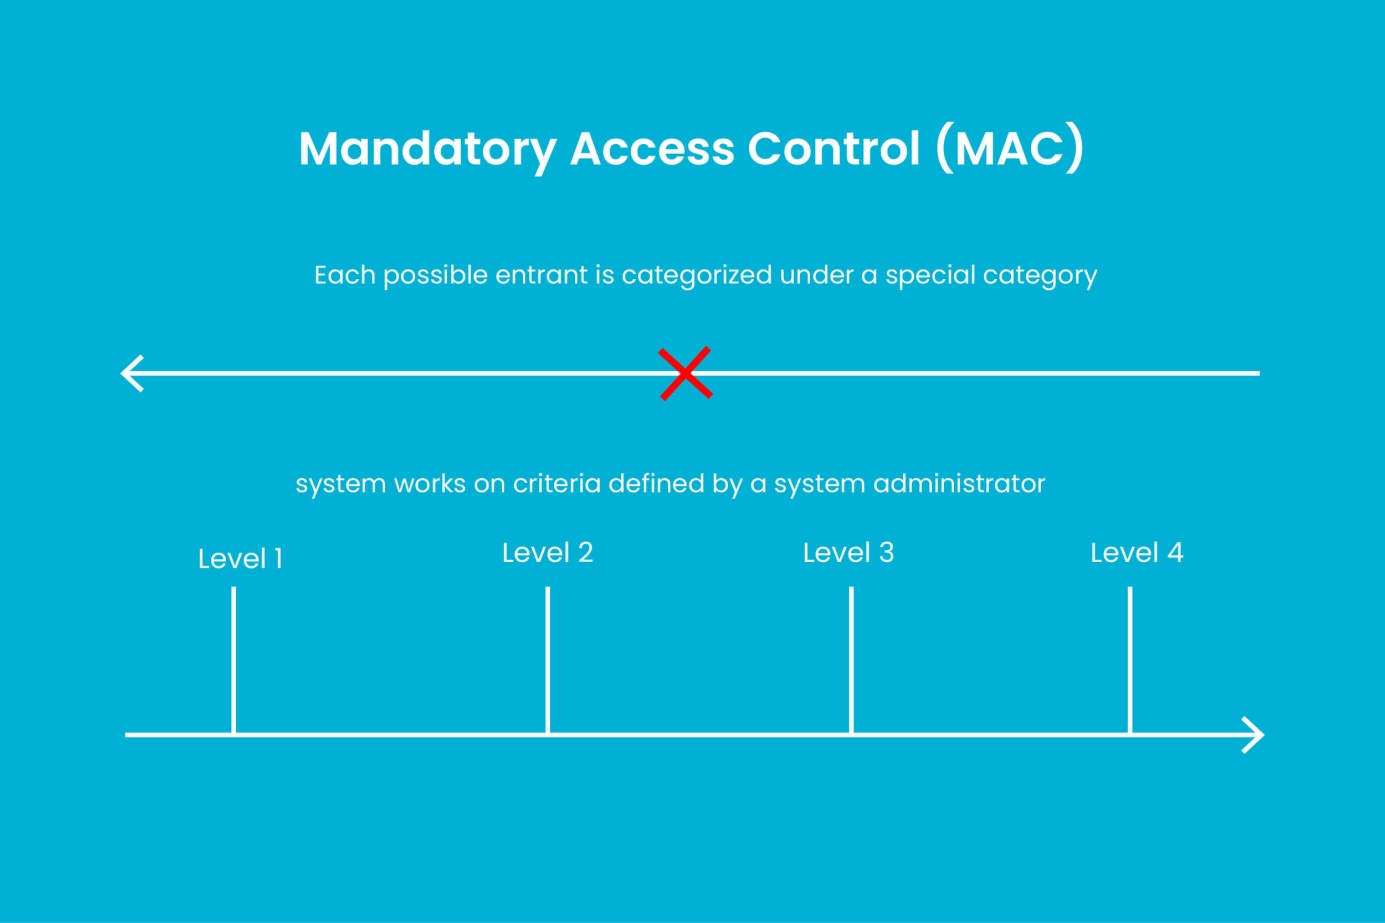 Mandatory Access Control (MAC)
Each possible entrant is categorized under a special category
system works on criteria defined by a system administrator
Level 1
Level 2
Level 3
Level 4